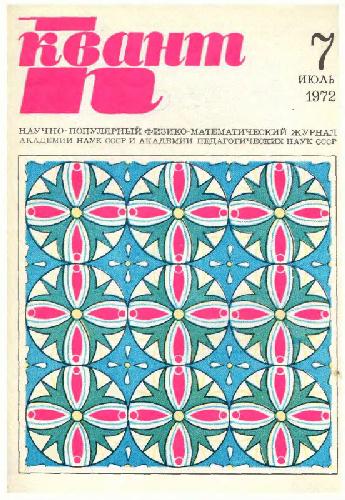 квант
7
ИЮЛЬ
1972
НАУЧНО-ПОПУЛЯРНЫЙ ФИЗИКО-МАТЕМАТИЧЕСКИЙ ЖУРНАЛ
АКАДЕМИИ НАУК СССР И АКАДЕМИИ ПЕДАГОГИЧЕСКИХ НАУК СССР